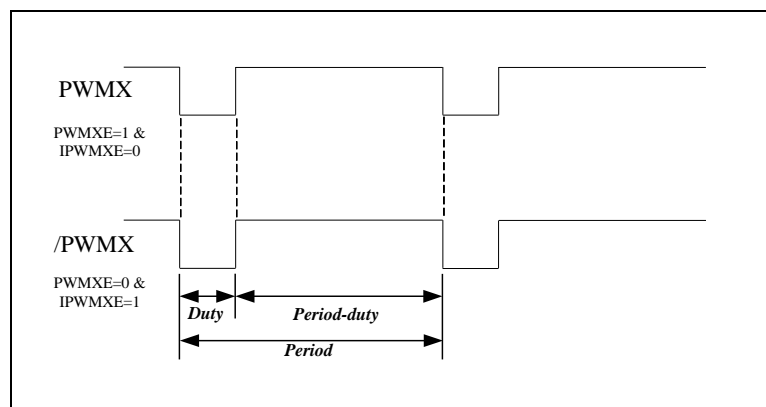 PWMX
PWMXE=1 &
IPWMXE=0
/PWMX
PWMXE=0 &
IPWMXE=1
Duty
Period-duty
Period